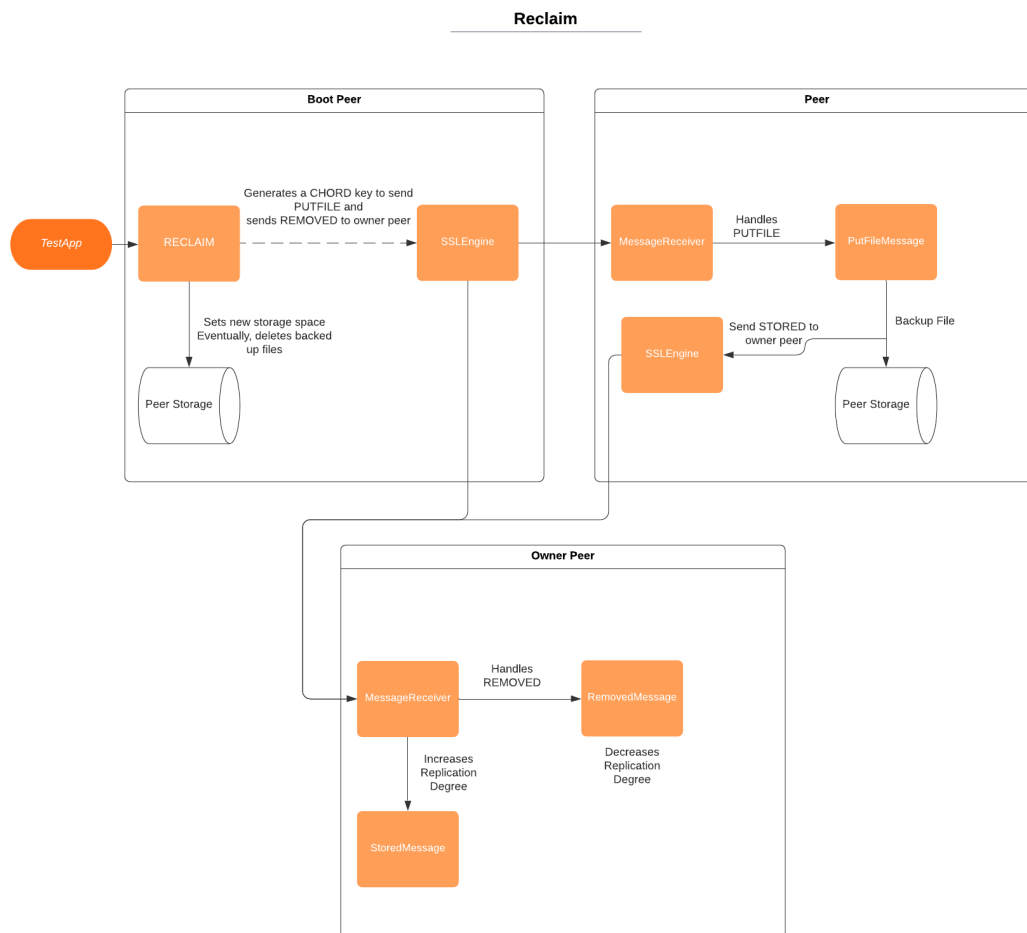 Reclaim
Boot Peer
Peer
Generates a CHORD key to send
PUTFILE and
sends REMOVED to owner peer
TestApp
RECLAIM
SSLEngine
MessageReceiver
Handles
PUTFILE
PutFileMessage
Sets new storage space
Eventually, deletes backed
up files
Peer Storage
Send STORED to
owner peer
SSLEngine
Backup File
Peer Storage
Owner Peer
MessageReceiver
Handles
REMOVED
RemovedMessage
Increases
Replication
Degree
Decreases
Replication
Degree
StoredMessage